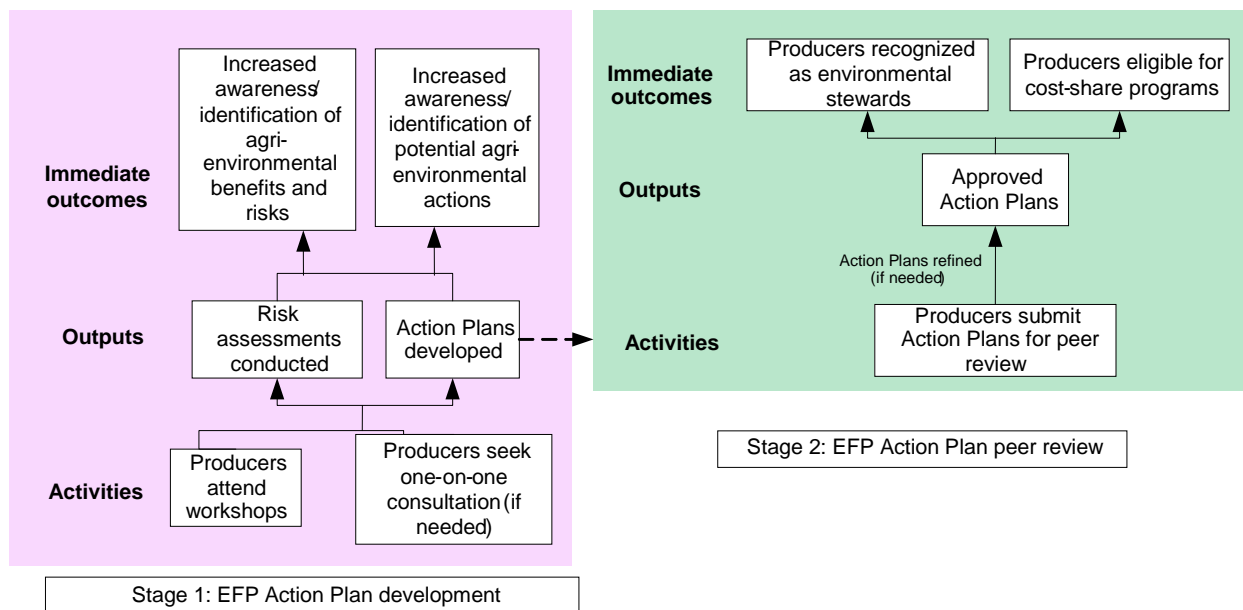 Immediate
outcomes
Increased
awareness/
identification of
agri-
environmental
benefits and
risks
Increased
awareness/
identification of
potential agri-
environmental
actions
Outputs
Risk
assessments
conducted
Action Plans
developed
Activities
Producers
attend
workshops
Producers seek
one-on-one
consultation (if
needed)
Stage 1: EFP Action Plan development
Immediate
outcomes
Producers recognized
as environmental
stewards
Producers eligible for
cost-share programs
Outputs
Approved
Action Plans
Action Plans refined
(if needed)
Activities
Producers submit
Action Plans for peer
review
Stage 2: EFP Action Plan peer review